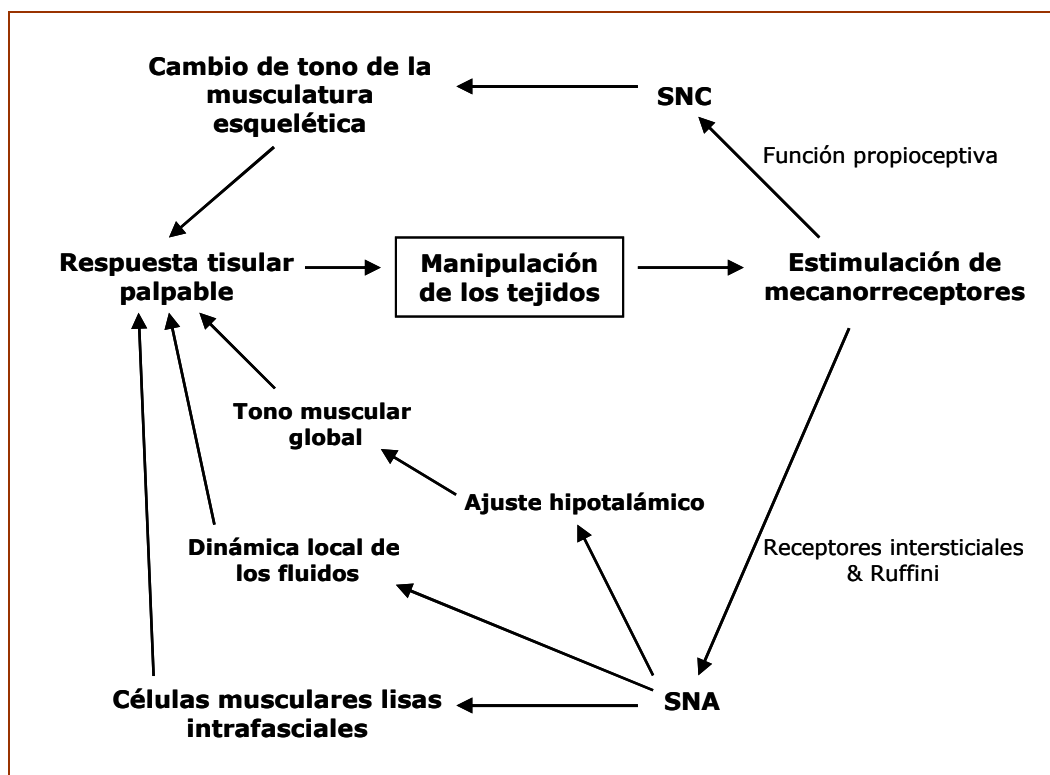 Cambio de tono de la
musculatura
esquelética
SNC
Función propioceptiva
Respuesta tisular
palpable
Manipulación
de los tejidos
Estimulación de
mecanorreceptores
Tono muscular
global
Ajuste hipotalámico
Dinámica local de
los fluidos
Receptores intersticiales
& Ruffini
Células musculares lisas
intrafasciales
SNA